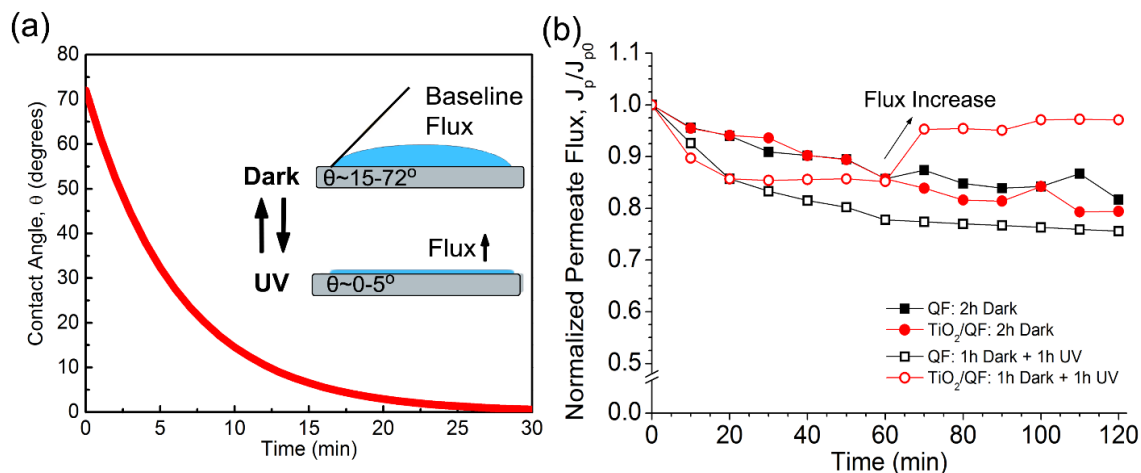 (a)
80
70
60
50
40
30
20
10
0
Contact Angle, θ (degrees)
0 5 10 15 20 25 30
Time (min)
Baseline
Flux
Dark
θ~15-72°
Flux
UV
θ~0-5°
(b)
1.1
1.0
0.9
0.8
0.7
0.6
0.5
0.0
Normalized Permeate Flux, Jₚ/Jₚ₀
Flux Increase
QF: 2h Dark
TiO₂/QF: 2h Dark
QF: 1h Dark + 1h UV
TiO₂/QF: 1h Dark + 1h UV
0 20 40 60 80 100 120
Time (min)